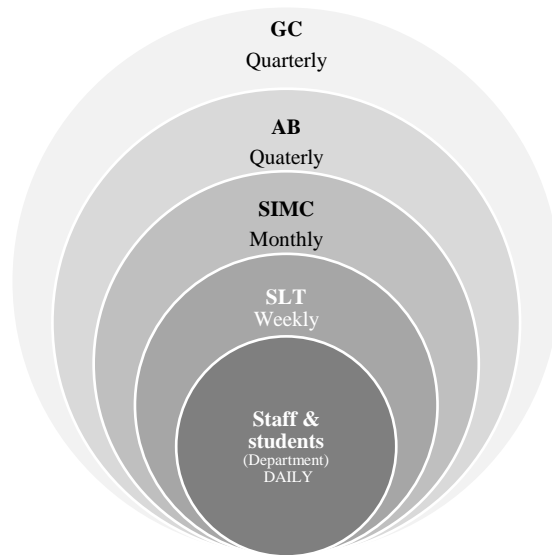 GC
Quarterly
AB
Quaterly
SIMC
Monthly
SLT
Weekly
Staff &
students
(Department)
DAILY